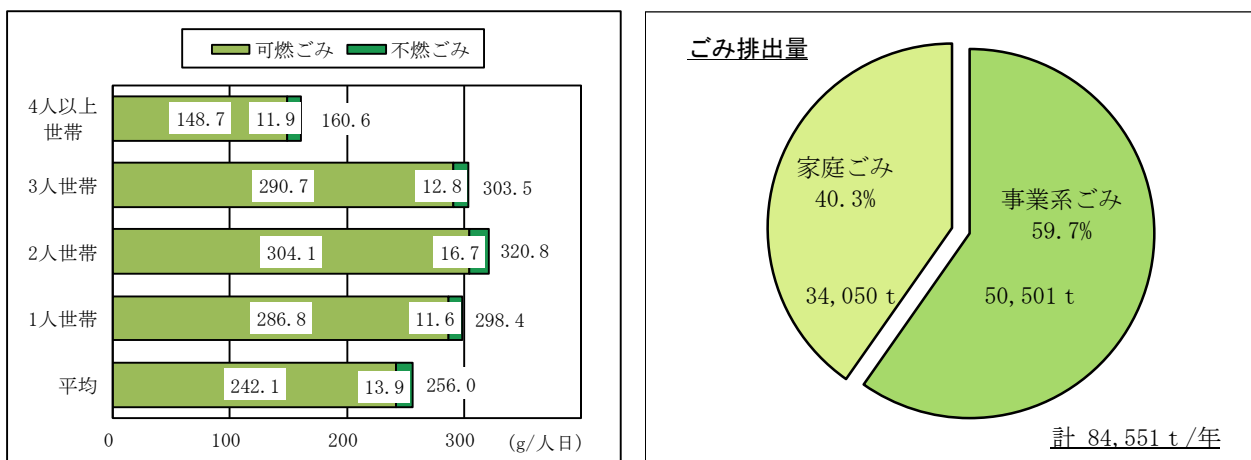 可燃ごみ 不燃ごみ
4人以上
世帯
148.7 11.9 160.6
3人世帯 290.7 12.8 303.5
2人世帯 304.1 16.7 320.8
1人世帯 286.8 11.6 298.4
平均 242.1 13.9 256.0
0 100 200 300 (g/人日)
ごみ排出量
家庭ごみ
40.3%
34,050 t
事業系ごみ
59.7%
50,501 t
計 84,551 t/年